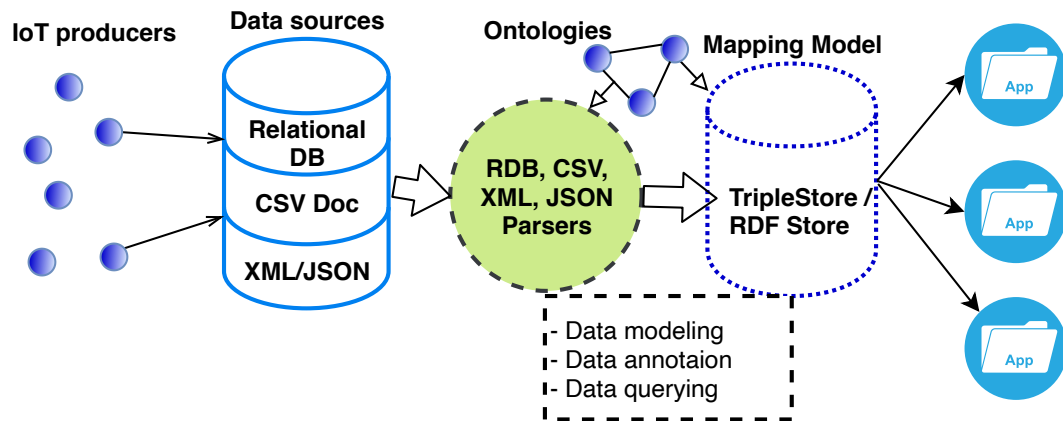 IoT producers
Data sources
Relational
DB
CSV Doc
XML/JSON
Ontologies
RDB, CSV,
XML, JSON
Parsers
Mapping Model
TripleStore /
RDF Store
- Data modeling
- Data annotaion
- Data querying
App
App
App